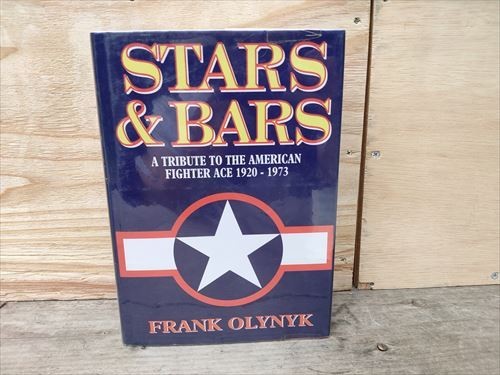 STARS
& BARS
A TRIBUTE TO THE AMERICAN
FIGHTER ACE 1920 - 1973
FRANK OLYNYK